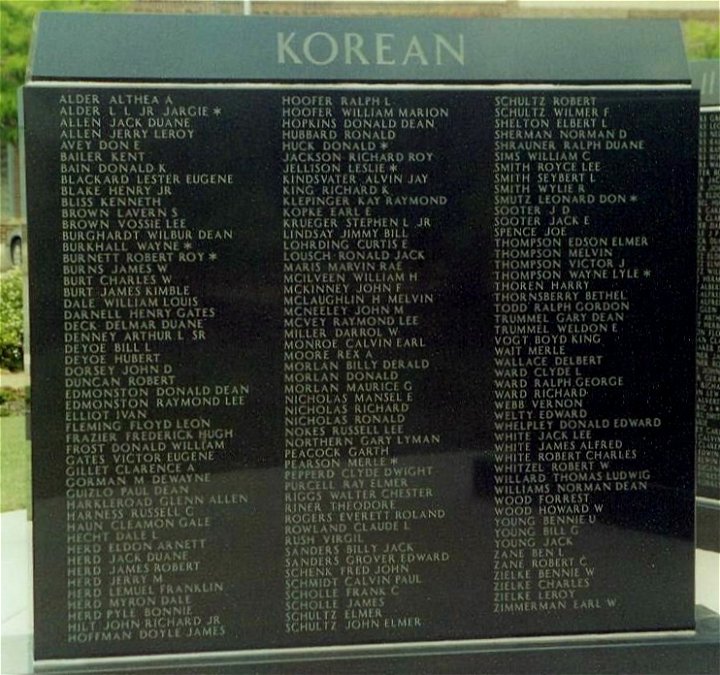 KOREAN
ALDER ALTHEA A
ALDER L L JR JARGIE *
ALLEN JACK DUANE
ALLEN JERRY LEROY
AVEY DON E
BAILER KENT
BAIN DONALD K
BLACKARD LESTER EUGENE
BLAKE HENRY JR
BLISS KENNETH
BROWN LAVERN S
BROWN VOSSIE LEE
BURGHARDT WILBUR DEAN
BURKHALL WAYNE *
BURNETT ROBERT ROY *
BURNS JAMES W
BURT CHARLES W
BURT JAMES KIMBLE
DALE WILLIAM LOUIS
DARNELL HENRY GATES
DECK DELMAR DUANE
DENNEY ARTHUR L SR
DEYOE BILL L
DEYOE HUBERT
DORSEY JOHN D
DUNCAN ROBERT
EDMONSTON DONALD DEAN
EDMONSTON RAYMOND LEE
ELLIOT IVAN
FLEMING FLOYD LEON
FRAZIER FREDERICK HUGH
FROST DONALD WILLIAM
GATES VICTOR EUGENE
GILLET CLARENCE A
GORMAN M DEWAYNE
GUIZLO PAUL DEAN
HARKLEROAD GLENN ALLEN
HARNESS RUSSELL G
HAUN CLEAMON GALE
HECHT DALE L
HERD ELDON ARNETT
HERD JACK DUANE
HERD JAMES ROBERT
HERD JERRY M
HERD LEMUEL FRANKLIN
HERD MYRON DALE
HERD PYLE BONNIE
HILT JOHN RICHARD JR
HOFFMAN DOYLE JAMES
HOOFER RALPH L
HOOFER WILLIAM MARION
HOPKINS DONALD DEAN
HUBBARD RONALD
HUCK DONALD *
JACKSON RICHARD ROY
JELLISON LESLIE *
KINDSVATER ALVIN JAY
KING RICHARD K
KLEPINGER KAY RAYMOND
KOPKE EARL E
KRUEGER STEPHEN L JR
LINDSAY JIMMY BILL
LOHRDING CURTIS E
LOUSCH RONALD JACK
MARIS MARVIN RAE
MCILVEEN WILLIAM H
MCKINNEY JOHN F
MCLAUGHLIN H MELVIN
MCNEELEY JOHN M
MCVEY RAYMOND LEE
MILLER DARROL W
MONROE CALVIN EARL
MOORE REX A
MORLAN BILLY DERALD
MORLAN DONALD
MORLAN MAURICE G
NICHOLAS MANSEL E
NICHOLAS RICHARD
NICHOLAS RONALD
NOKES RUSSELL LEE
NORTHERN GARY LYMAN
PEACOCK GARTH
PEARSON MERLE *
PEPPERD CLYDE DWIGHT
PURCELL RAY ELMER
RIGGS WALTER CHESTER
RINER THEODORE
ROGERS EVERETT ROLAND
ROWLAND CLAUDE L
RUSH VIRGIL
SANDERS BILLY JACK
SANDERS GROVER EDWARD
SCHENK FRED JOHN
SCHMIDT CALVIN PAUL
SCHOLLE FRANK C
SCHOLLE JAMES
SCHULTZ ELMER
SCHULTZ JOHN ELMER
SCHULTZ ROBERT
SCHULTZ WILMER F
SHELTON ELBERT L
SHERMAN NORMAN D
SHRAUNER RALPH DUANE
SIMS WILLIAM C
SMITH ROYCE LEE
SMITH SEYBERT L
SMITH WYLIE R
SMUTZ LEONARD DON *
SOOTER J D
SOOTER JACK E
SPENCE JOE
THOMPSON EDSON ELMER
THOMPSON MELVIN
THOMPSON VICTOR J
THOMPSON WAYNE LYLE *
THOREN HARRY
THORNSBERRY BETHEL
TODD RALPH GORDON
TRUMMEL GARY DEAN
TRUMMEL WELDON E
VOGT BOYD KING
WAIT MERLE
WALLACE DELBERT
WARD CLYDE L
WARD RALPH GEORGE
WARD RICHARD
WEBB VERNON
WELTY EDWARD
WHELPLEY DONALD EDWARD
WHITE JACK LEE
WHITE JAMES ALFRED
WHITE ROBERT CHARLES
WHITZEL ROBERT W
WILLARD THOMAS LUDWIG
WILLIAMS NORMAN DEAN
WOOD FORREST
WOOD HOWARD W
YOUNG BENNIE U
YOUNG BILL G
YOUNG JACK
ZANE BEN L
ZANE ROBERT C
ZIELKE BENNIE W
ZIELKE CHARLES
ZIELKE LEROY
ZIMMERMAN EARL W